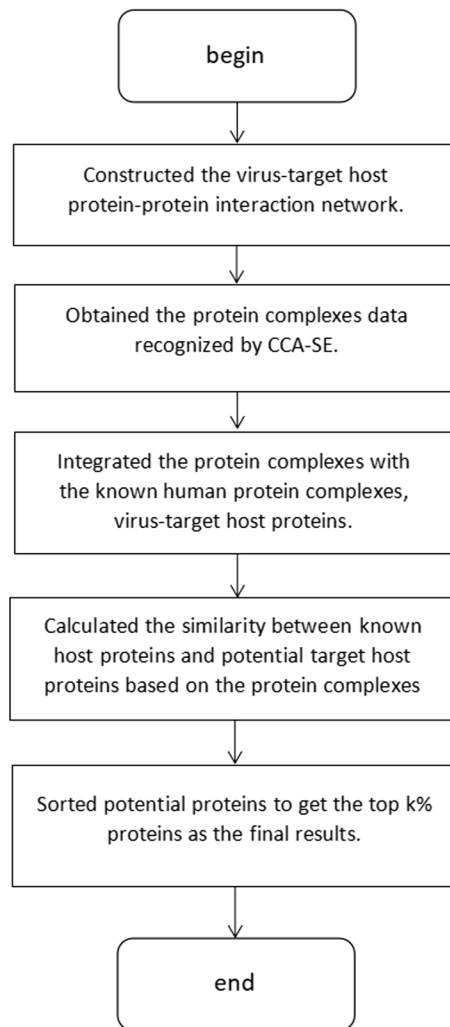 begin
Constructed the virus-target host
protein-protein interaction network.
Obtained the protein complexes data
recognized by CCA-SE.
Integrated the protein complexes with
the known human protein complexes,
virus-target host proteins.
Calculated the similarity between known
host proteins and potential target host
proteins based on the protein complexes
Sorted potential proteins to get the top k%
proteins as the final results.
end